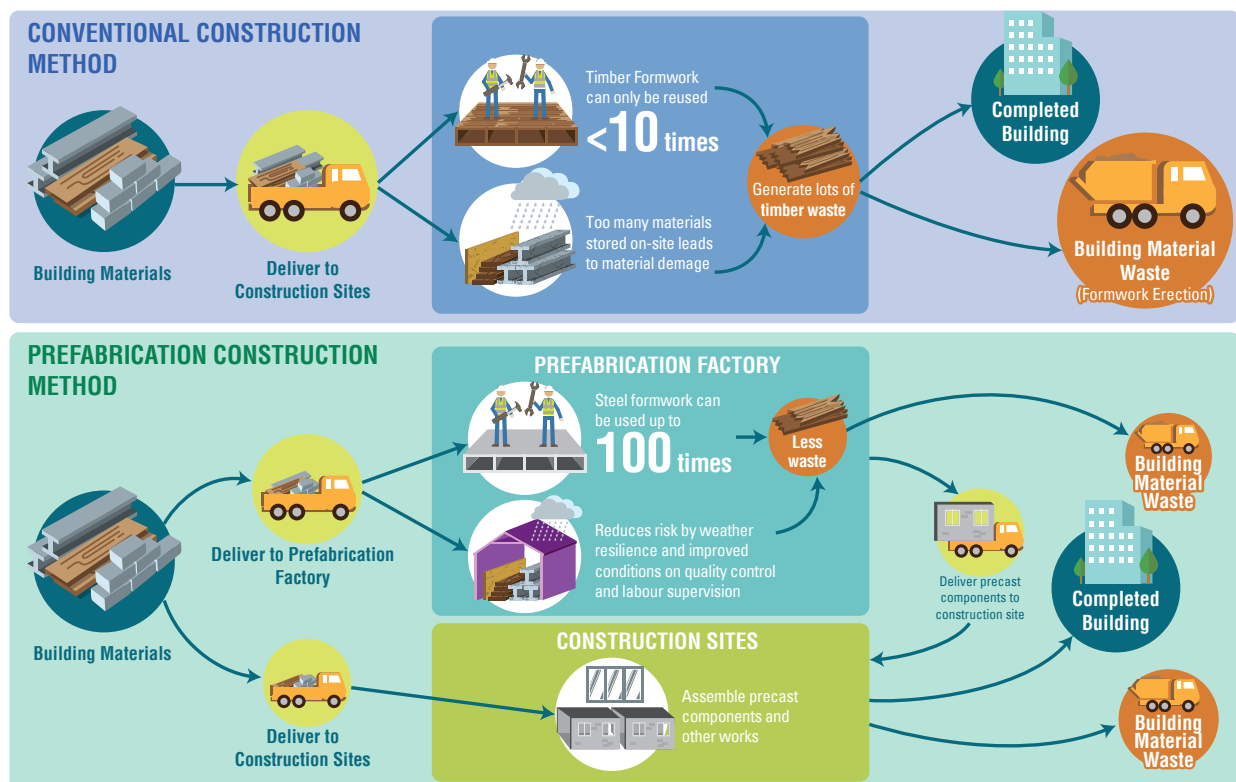 CONVENTIONAL CONSTRUCTION
METHOD
Building Materials
Deliver to
Construction Sites
Timber Formwork
can only be reused
<10 times
Too many materials
stored on-site leads
to material demage
Generate lots of
timber waste
Completed
Building
Building Material
Waste
(Formwork Erection)
PREFABRICATION CONSTRUCTION
METHOD
Building Materials
Deliver to Prefabrication
Factory
Deliver to
Construction Sites
PREFABRICATION FACTORY
Steel formwork can
be used up to
100 times
Reduces risk by weather
resilience and improved
conditions on quality control
and labour supervision
Less
waste
Building
Material
Waste
Deliver precast
components to
construction site
CONSTRUCTION SITES
Assemble precast
components and
other works
Completed
Building
Building
Material
Waste